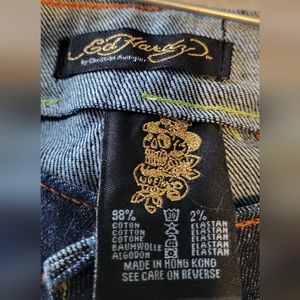 Ed Hardy
by Christian Audigier
98% 30 2%
COTTON ELASTAN
COTON ELASTAN
COTONE ELASTAN
BAUMWOLLE ELASTAN
ALGODON ELASTAN
MADE IN HONG KONG
SEE CARE ON REVERSE